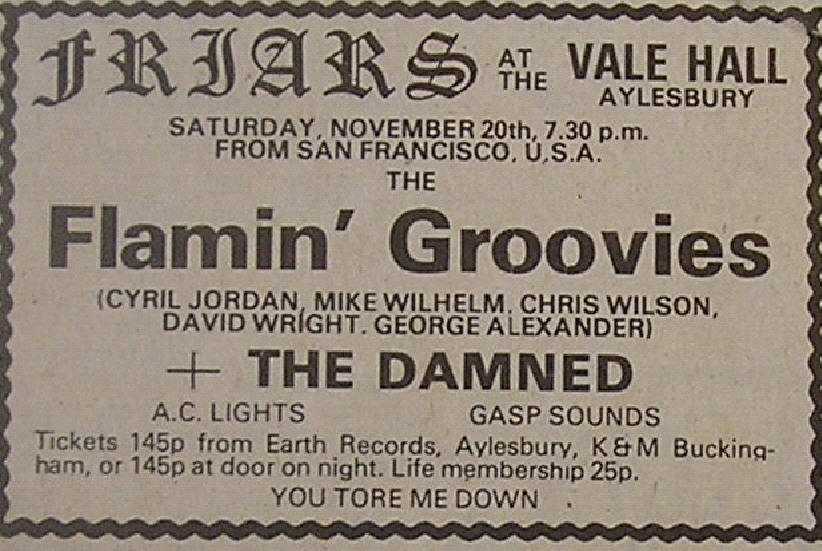 FRIARS AT THE VALE HALL
AYLESBURY
SATURDAY, NOVEMBER 20th, 7.30 p.m.
FROM SAN FRANCISCO, U.S.A.
THE
Flamin' Groovies
(CYRIL JORDAN, MIKE WILHELM, CHRIS WILSON,
DAVID WRIGHT. GEORGE ALEXANDER)
+ THE DAMNED
A.C. LIGHTS GASP SOUNDS
Tickets 145p from Earth Records, Aylesbury, K&M Bucking-
ham, or 145p at door on night. Life membership 25p.
YOU TORE ME DOWN